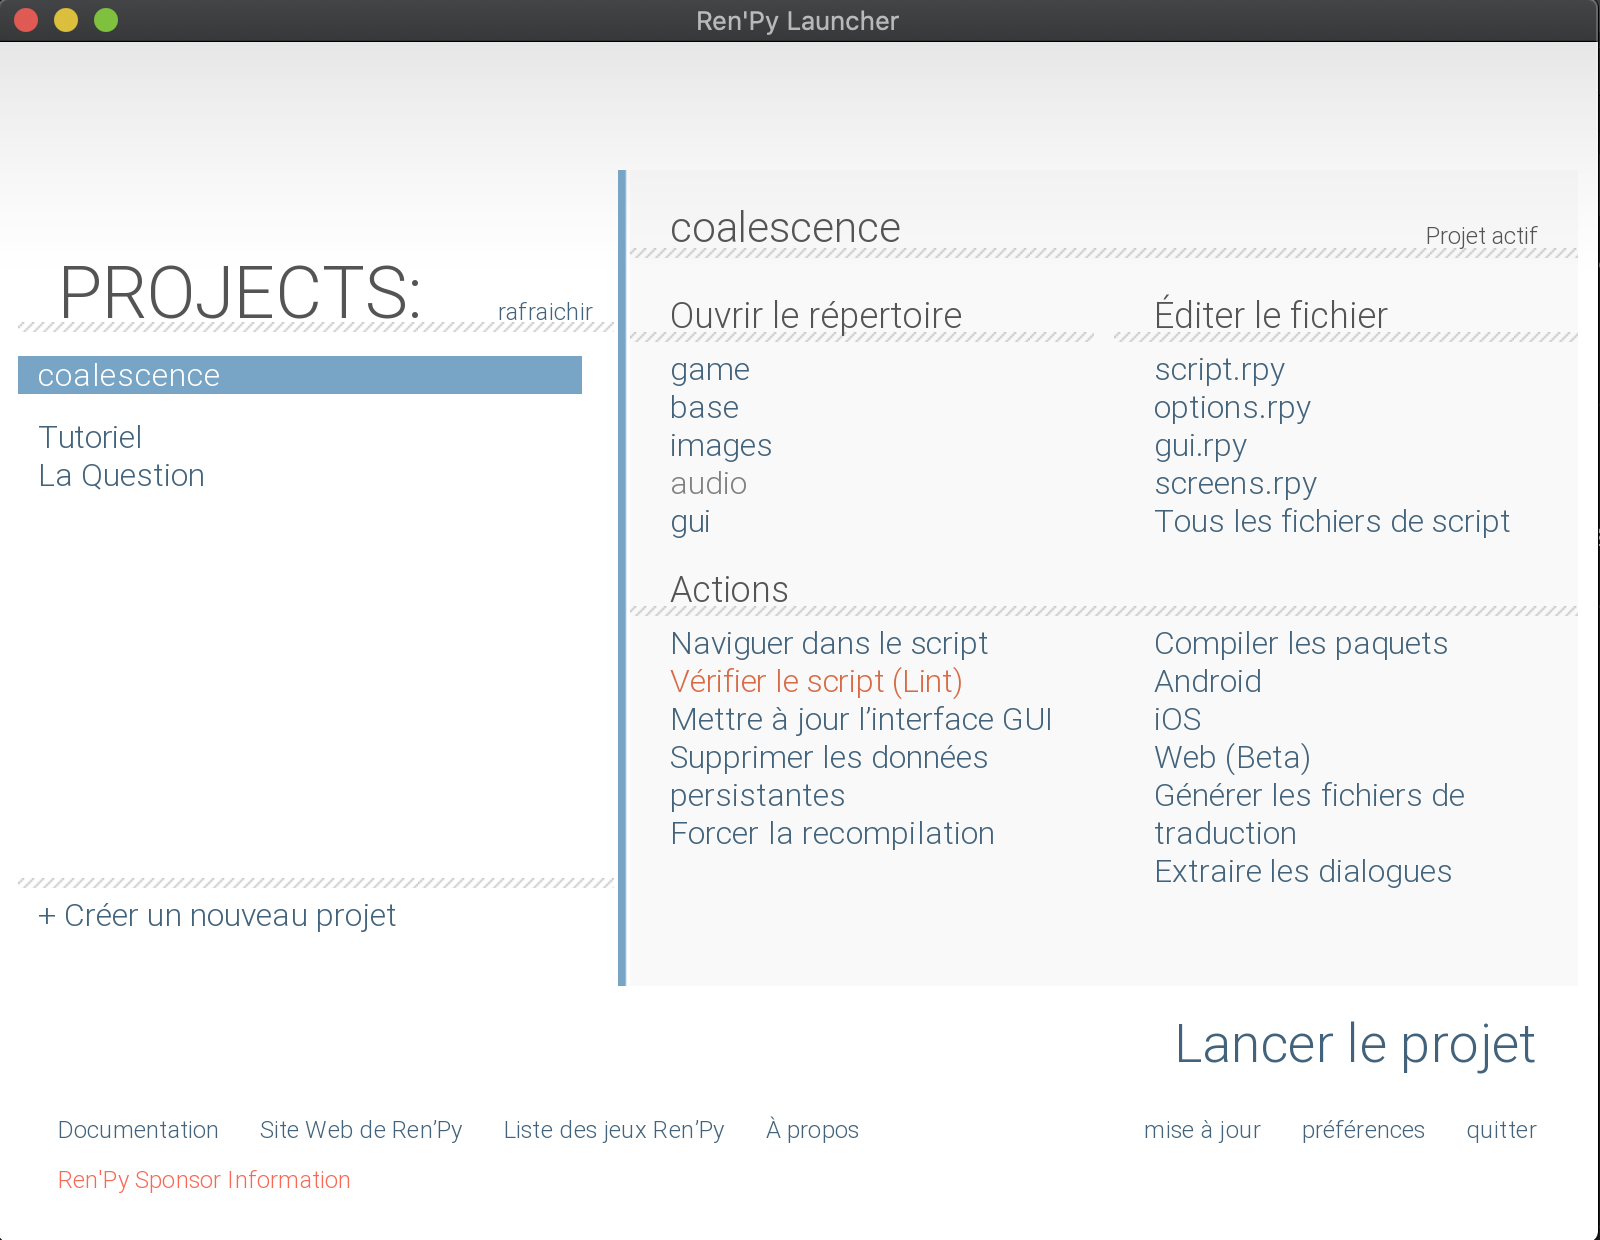 Ren'Py Launcher
PROJECTS:
rafraichir
coalescence
Tutoriel
La Question
+ Créer un nouveau projet
coalescence
Projet actif
Ouvrir le répertoire
game
base
images
audio
gui
Éditer le fichier
script.rpy
options.rpy
gui.rpy
screens.rpy
Tous les fichiers de script
Actions
Naviguer dans le script
Vérifier le script (Lint)
Mettre à jour l’interface GUI
Supprimer les données
persistantes
Forcer la recompilation
Compiler les paquets
Android
iOS
Web (Beta)
Générer les fichiers de
traduction
Extraire les dialogues
Lancer le projet
Documentation
Site Web de Ren’Py
Liste des jeux Ren’Py
À propos
mise à jour
préférences
quitter
Ren'Py Sponsor Information